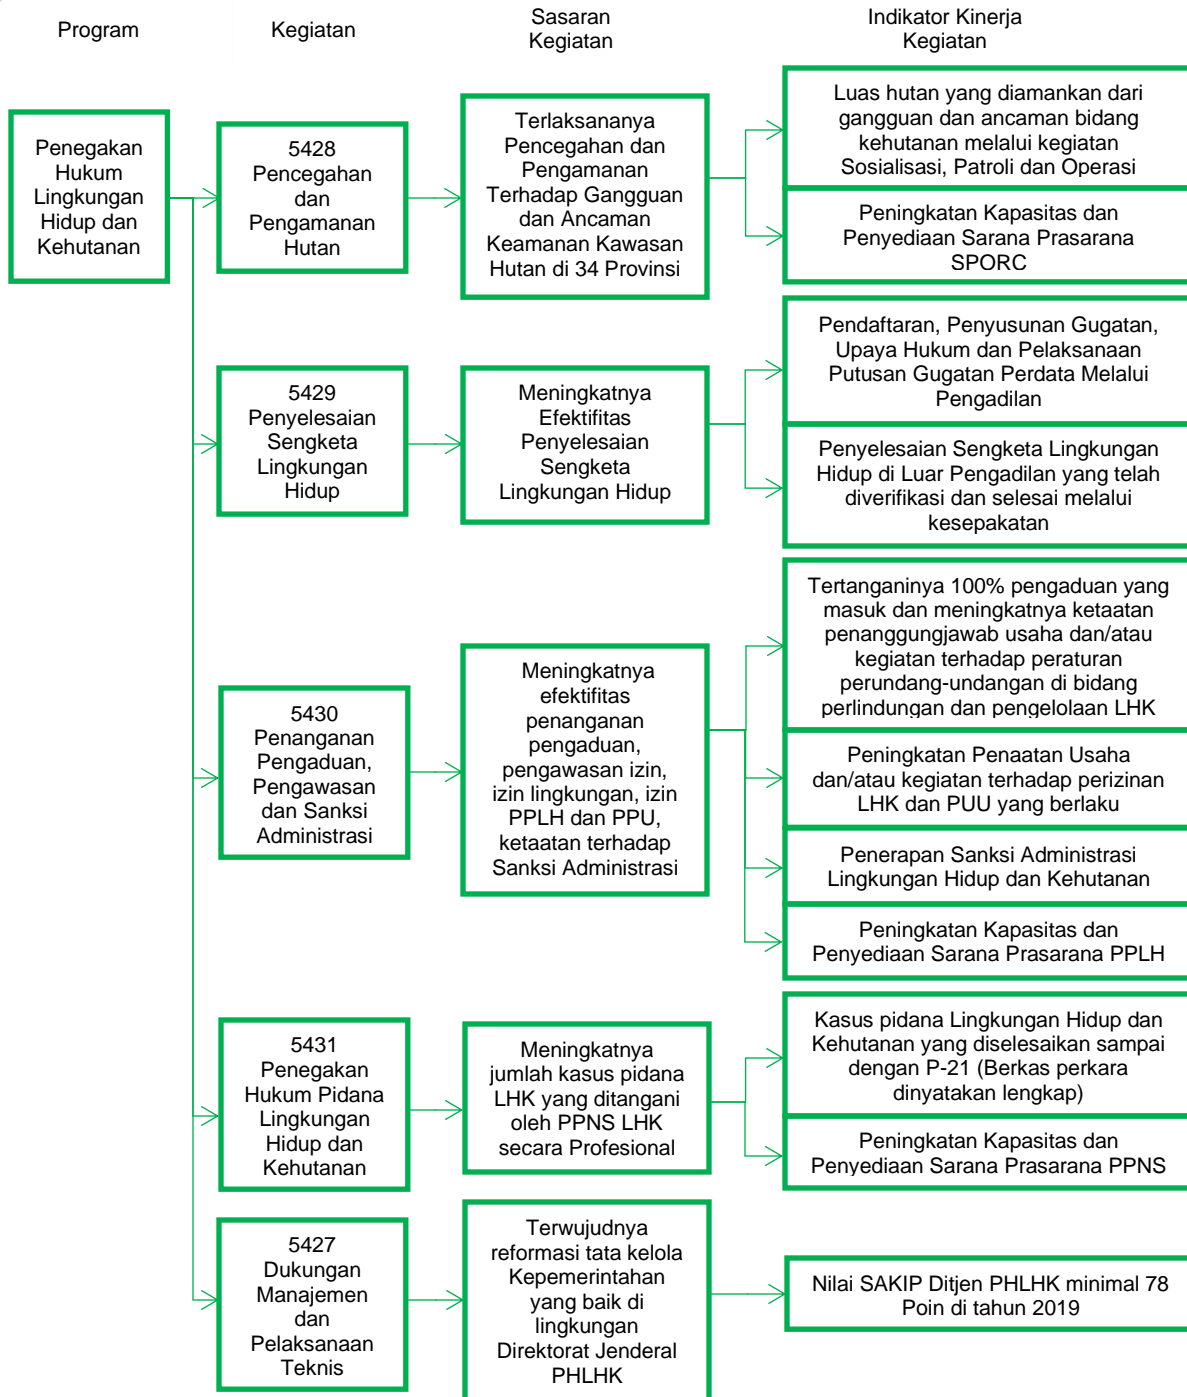 Program
Kegiatan
Sasaran
Kegiatan
Indikator Kinerja
Kegiatan
Penegakan
Hukum
Lingkungan
Hidup dan
Kehutanan
5428
Pencegahan
dan
Pengamanan
Hutan
Terlaksananya
Pencegahan dan
Pengamanan
Terhadap Gangguan
dan Ancaman
Keamanan Kawasan
Hutan di 34 Provinsi
Luas hutan yang diamankan dari
gangguan dan ancaman bidang
kehutanan melalui kegiatan
Sosialisasi, Patroli dan Operasi
Peningkatan Kapasitas dan
Penyediaan Sarana Prasarana
SPORC
5429
Penyelesaian
Sengketa
Lingkungan
Hidup
Meningkatnya
Efektifitas
Penyelesaian
Sengketa
Lingkungan Hidup
Pendaftaran, Penyusunan Gugatan,
Upaya Hukum dan Pelaksanaan
Putusan Gugatan Perdata Melalui
Pengadilan
Penyelesaian Sengketa Lingkungan
Hidup di Luar Pengadilan yang telah
diverifikasi dan selesai melalui
kesepakatan
5430
Penanganan
Pengaduan,
Pengawasan
dan Sanksi
Administrasi
Meningkatnya
efektifitas
penanganan
pengaduan,
pengawasan izin,
izin lingkungan, izin
PPLH dan PPU,
ketaatan terhadap
Sanksi Administrasi
Tertanganinya 100% pengaduan yang
masuk dan meningkatnya ketaatan
penanggungjawab usaha dan/atau
kegiatan terhadap peraturan
perundang-undangan di bidang
perlindungan dan pengelolaan LHK
Peningkatan Penaatan Usaha
dan/atau kegiatan terhadap perizinan
LHK dan PUU yang berlaku
Penerapan Sanksi Administrasi
Lingkungan Hidup dan Kehutanan
Peningkatan Kapasitas dan
Penyediaan Sarana Prasarana PPLH
5431
Penegakan
Hukum Pidana
Lingkungan
Hidup dan
Kehutanan
Meningkatnya
jumlah kasus pidana
LHK yang ditangani
oleh PPNS LHK
secara Profesional
Kasus pidana Lingkungan Hidup dan
Kehutanan yang diselesaikan sampai
dengan P-21 (Berkas perkara
dinyatakan lengkap)
Peningkatan Kapasitas dan
Penyediaan Sarana Prasarana PPNS
5427
Dukungan
Manajemen
dan
Pelaksanaan
Teknis
Terwujudnya
reformasi tata kelola
Kepemerintahan
yang baik di
lingkungan
Direktorat Jenderal
PHLHK
Nilai SAKIP Ditjen PHLHK minimal 78
Poin di tahun 2019